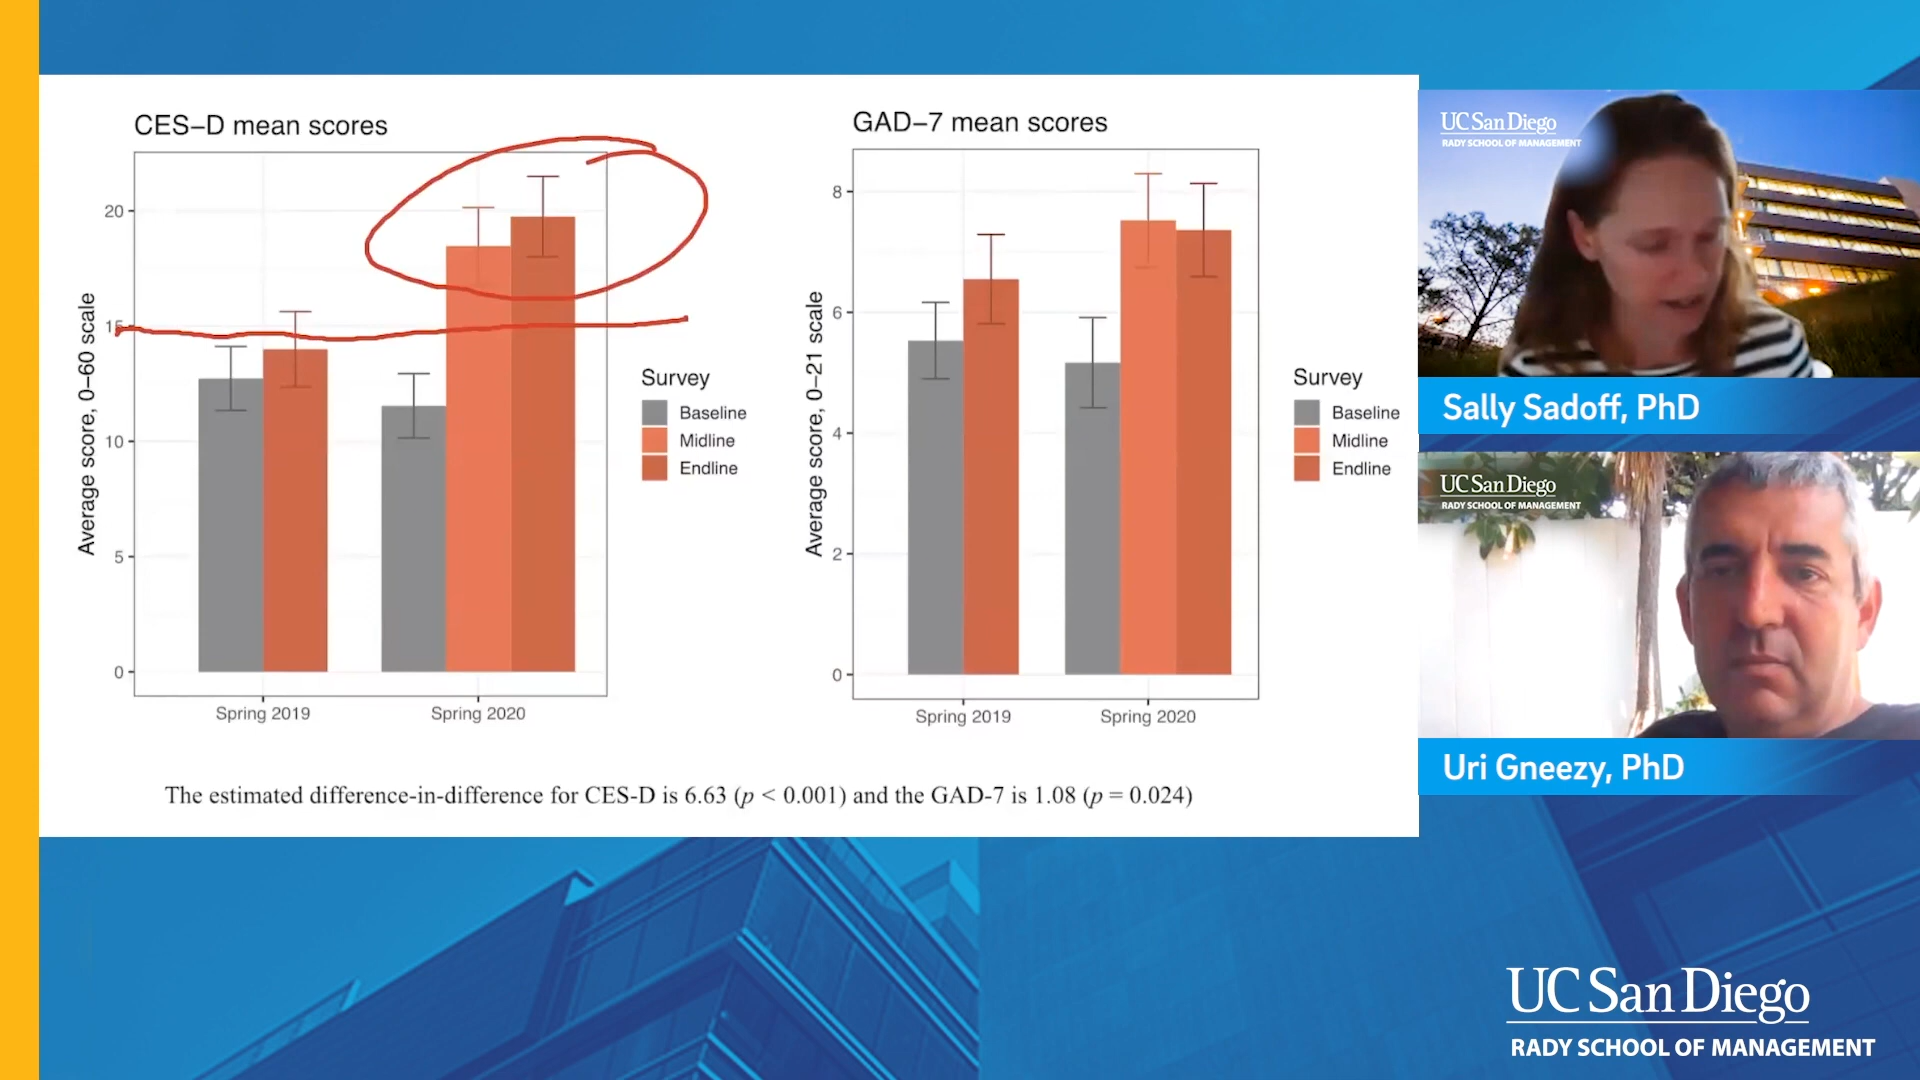 CES–D mean scores
Average score, 0–60 scale
20
15
10
5
0
Spring 2019
Spring 2020
Survey
Baseline
Midline
Endline
GAD–7 mean scores
Average score, 0–21 scale
8
6
4
2
0
Spring 2019
Spring 2020
Survey
Baseline
Midline
Endline
The estimated difference-in-difference for CES-D is 6.63 (p < 0.001) and the GAD-7 is 1.08 (p = 0.024)
UC San Diego
RADY SCHOOL OF MANAGEMENT
Sally Sadoff, PhD
UC San Diego
RADY SCHOOL OF MANAGEMENT
Uri Gneezy, PhD
UC San Diego
RADY SCHOOL OF MANAGEMENT